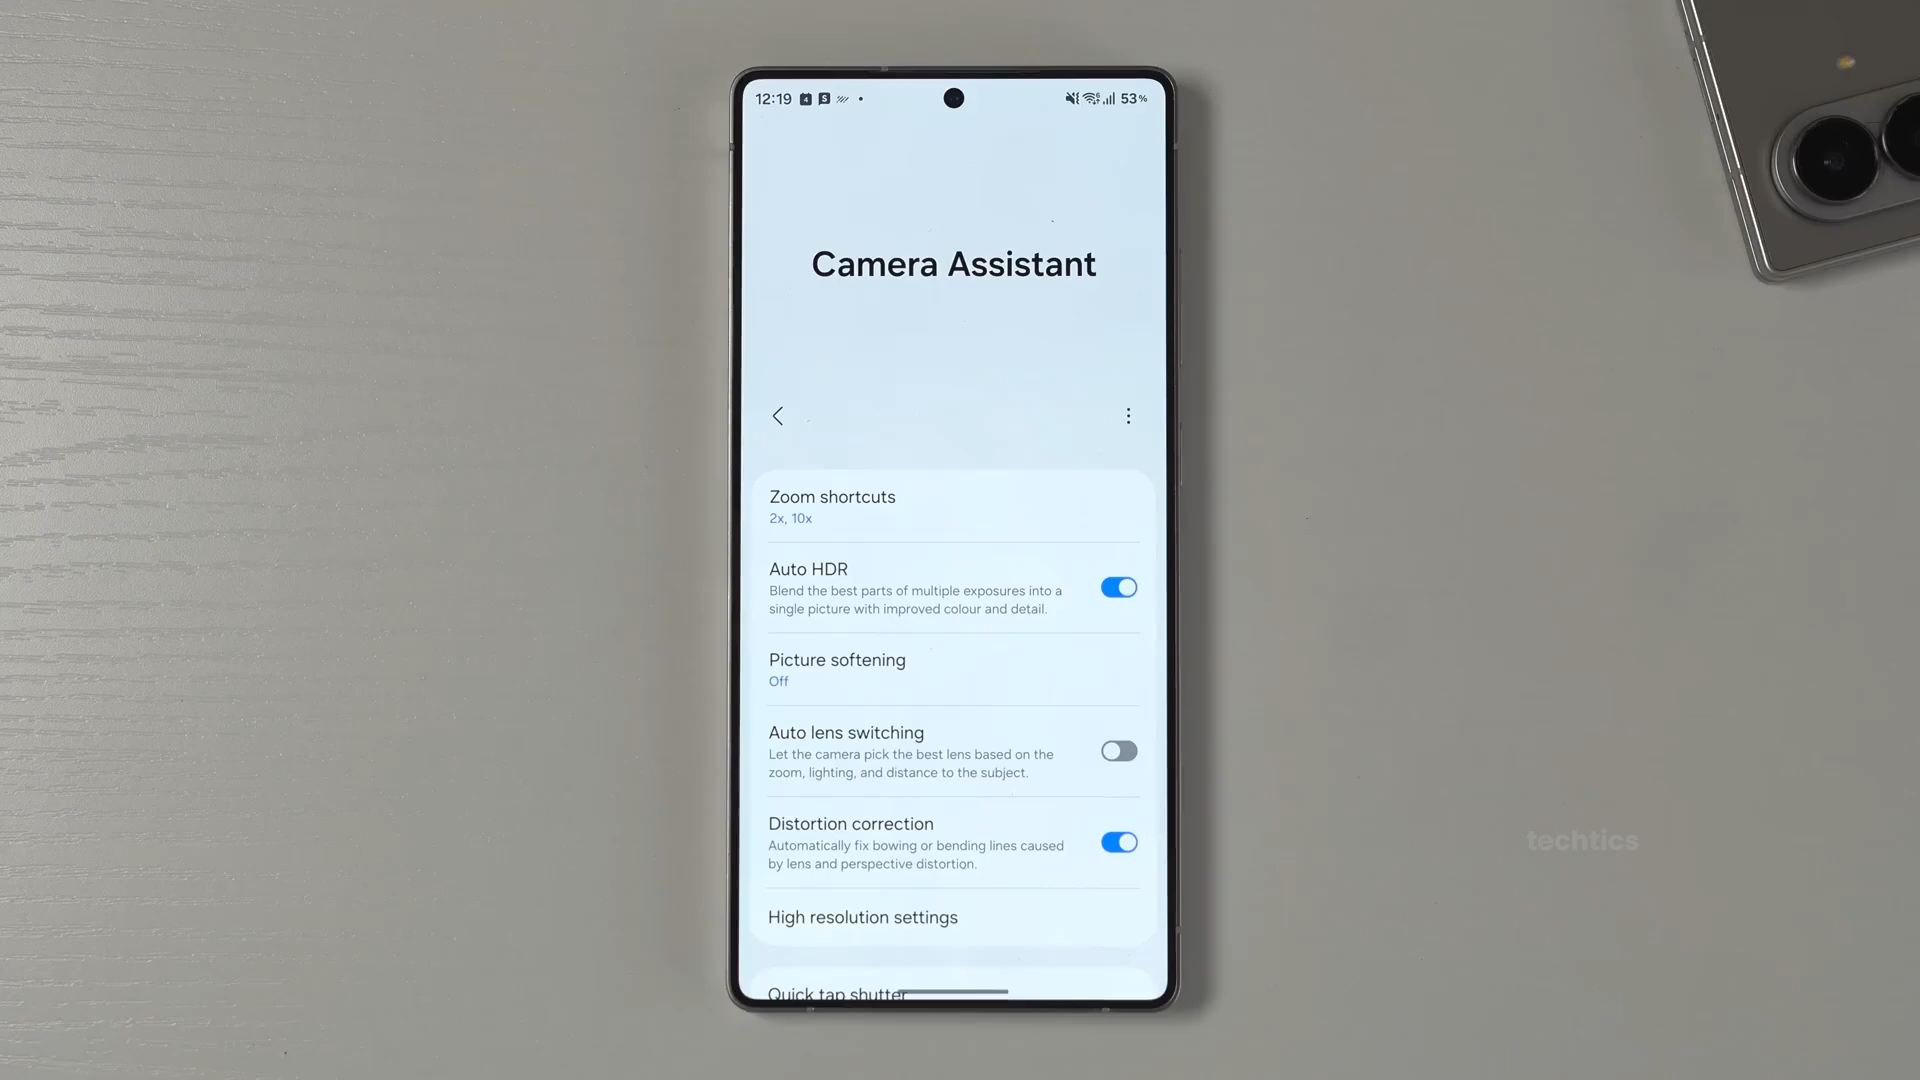 12:19
53%
Camera Assistant
Zoom shortcuts
2x, 10x
Auto HDR
Blend the best parts of multiple exposures into a
single picture with improved colour and detail.
Picture softening
Off
Auto lens switching
Let the camera pick the best lens based on the
zoom, lighting, and distance to the subject.
Distortion correction
Automatically fix bowing or bending lines caused
by lens and perspective distortion.
High resolution settings
Quick tap shutter
techtics